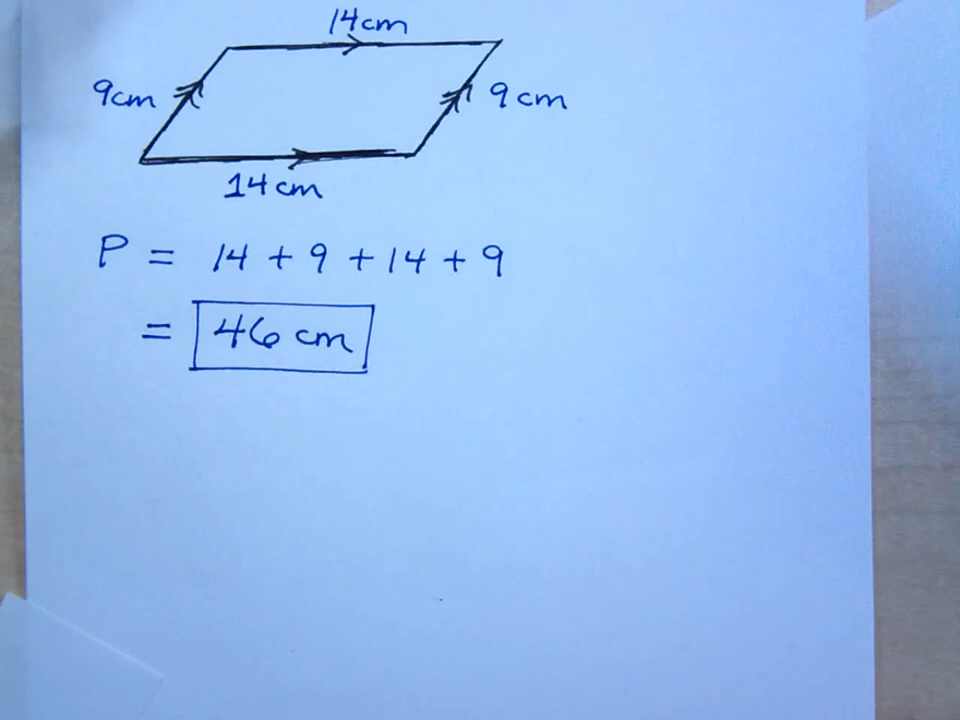 14cm
9cm
9cm
14cm
P = 14 + 9 + 14 + 9
= 46 cm